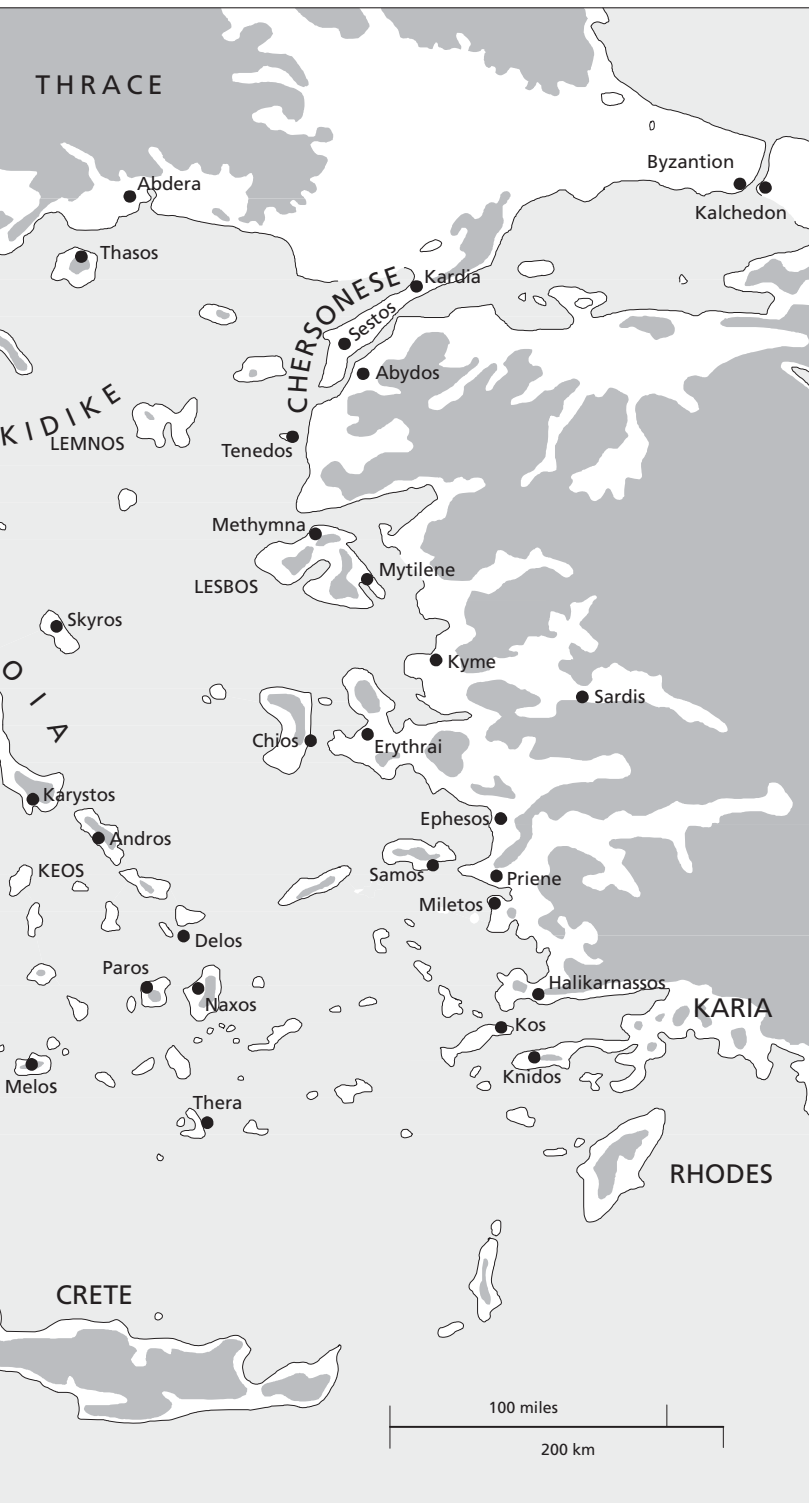 THRACE
Byzantion
Abdera
Kalchedon
Thasos
Kardia
CHERSONESE
Sestos
Abydos
KIDIKE
LEMNOS
Tenedos
Methymna
Mytilene
LESBOS
Skyros
Kyme
OIA
Sardis
Chios
Erythrai
Karystos
Ephesos
Andros
KEOS
Samos
Priene
Miletos
Delos
Paros
Halikarnassos
Naxos
KARIA
Kos
Melos
Knidos
Thera
RHODES
CRETE
100 miles
200 km